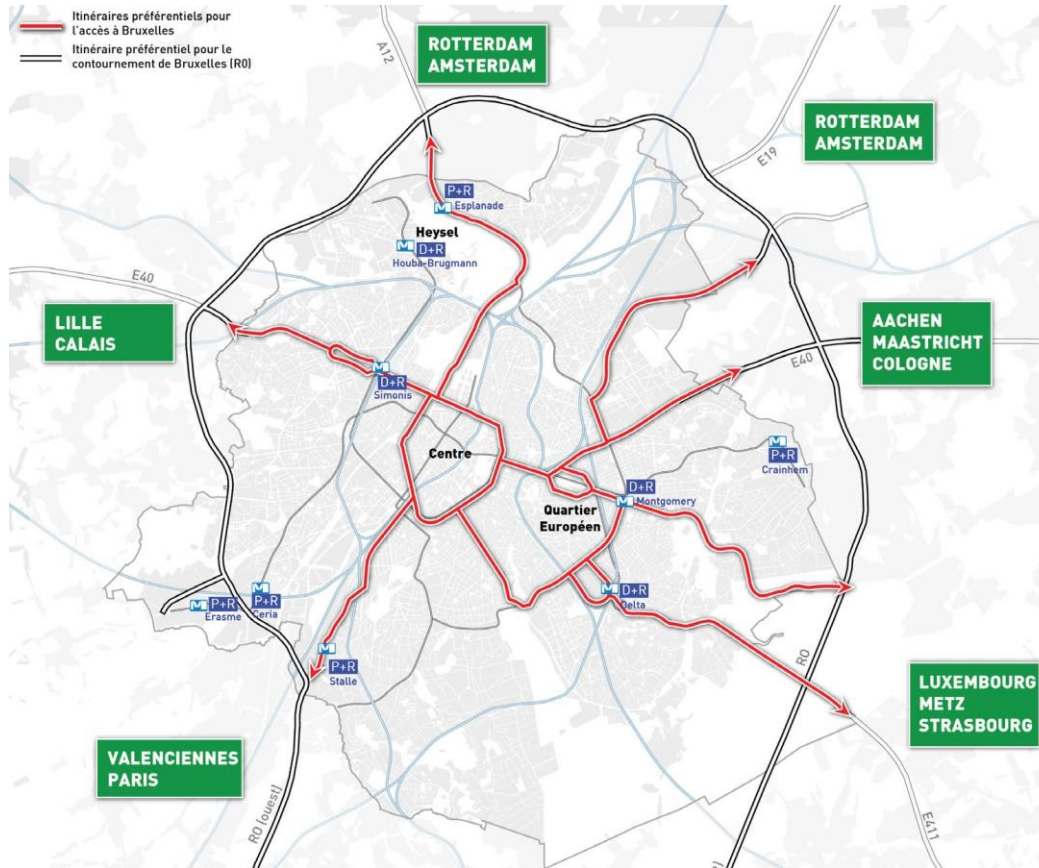 Itinéraires préférentiels pour
l'accès à Bruxelles
Itinéraire préférentiel pour le
contournement de Bruxelles (R0)
A12
ROTTERDAM
AMSTERDAM
ROTTERDAM
AMSTERDAM
E19
P+R
Esplanade
Heysel
D+R
Houba-Brugmann
E40
LILLE
CALAIS
AACHEN
MAASTRICHT
COLOGNE
E40
D+R
Simonis
Centre
P+R
Crainhem
D+R
Montgomery
Quartier
Européen
P+R
Erasme
P+R
Ceria
D+R
Delta
P+R
Stalle
R0
LUXEMBOURG
METZ
STRASBOURG
VALENCIENNES
PARIS
R0 (ouest)
E411